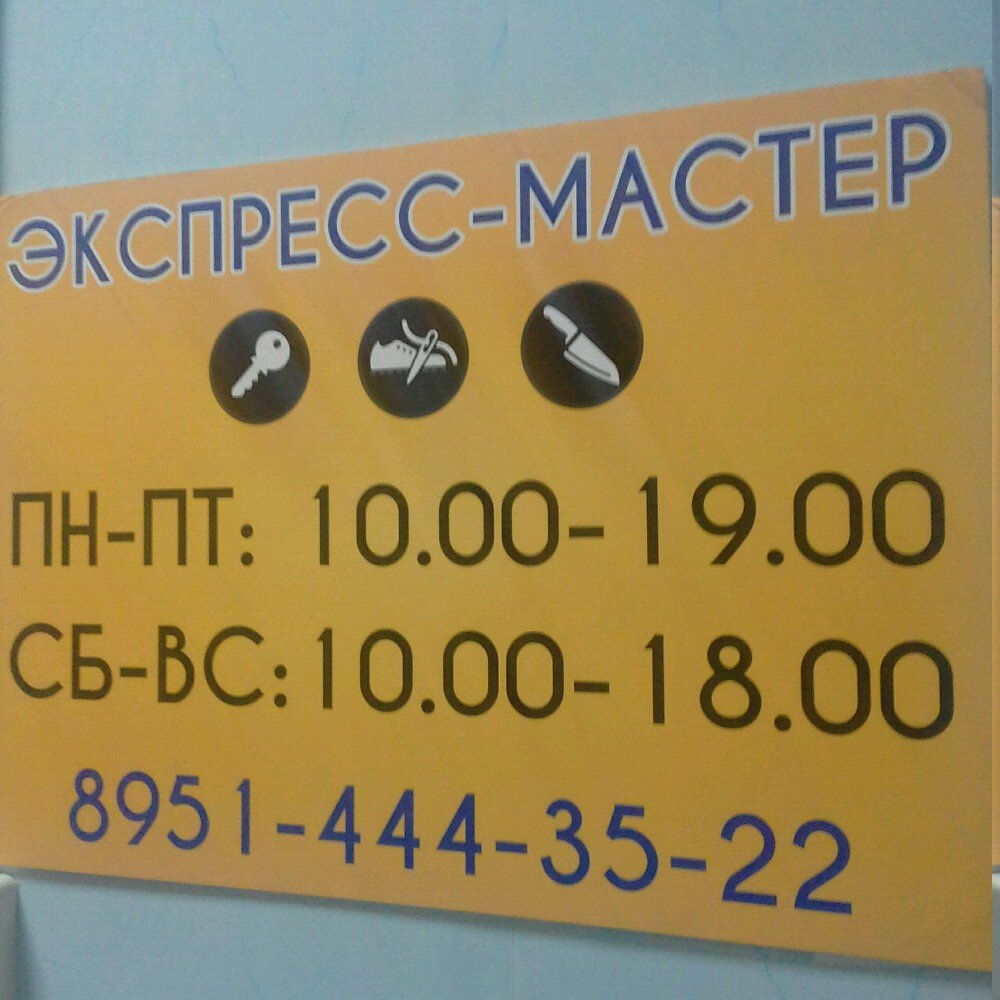 ЭКСПРЕСС-МАСТЕР
ПН-ПТ: 10.00-19.00
СБ-ВС: 10.00-18.00
8951-444-35-22